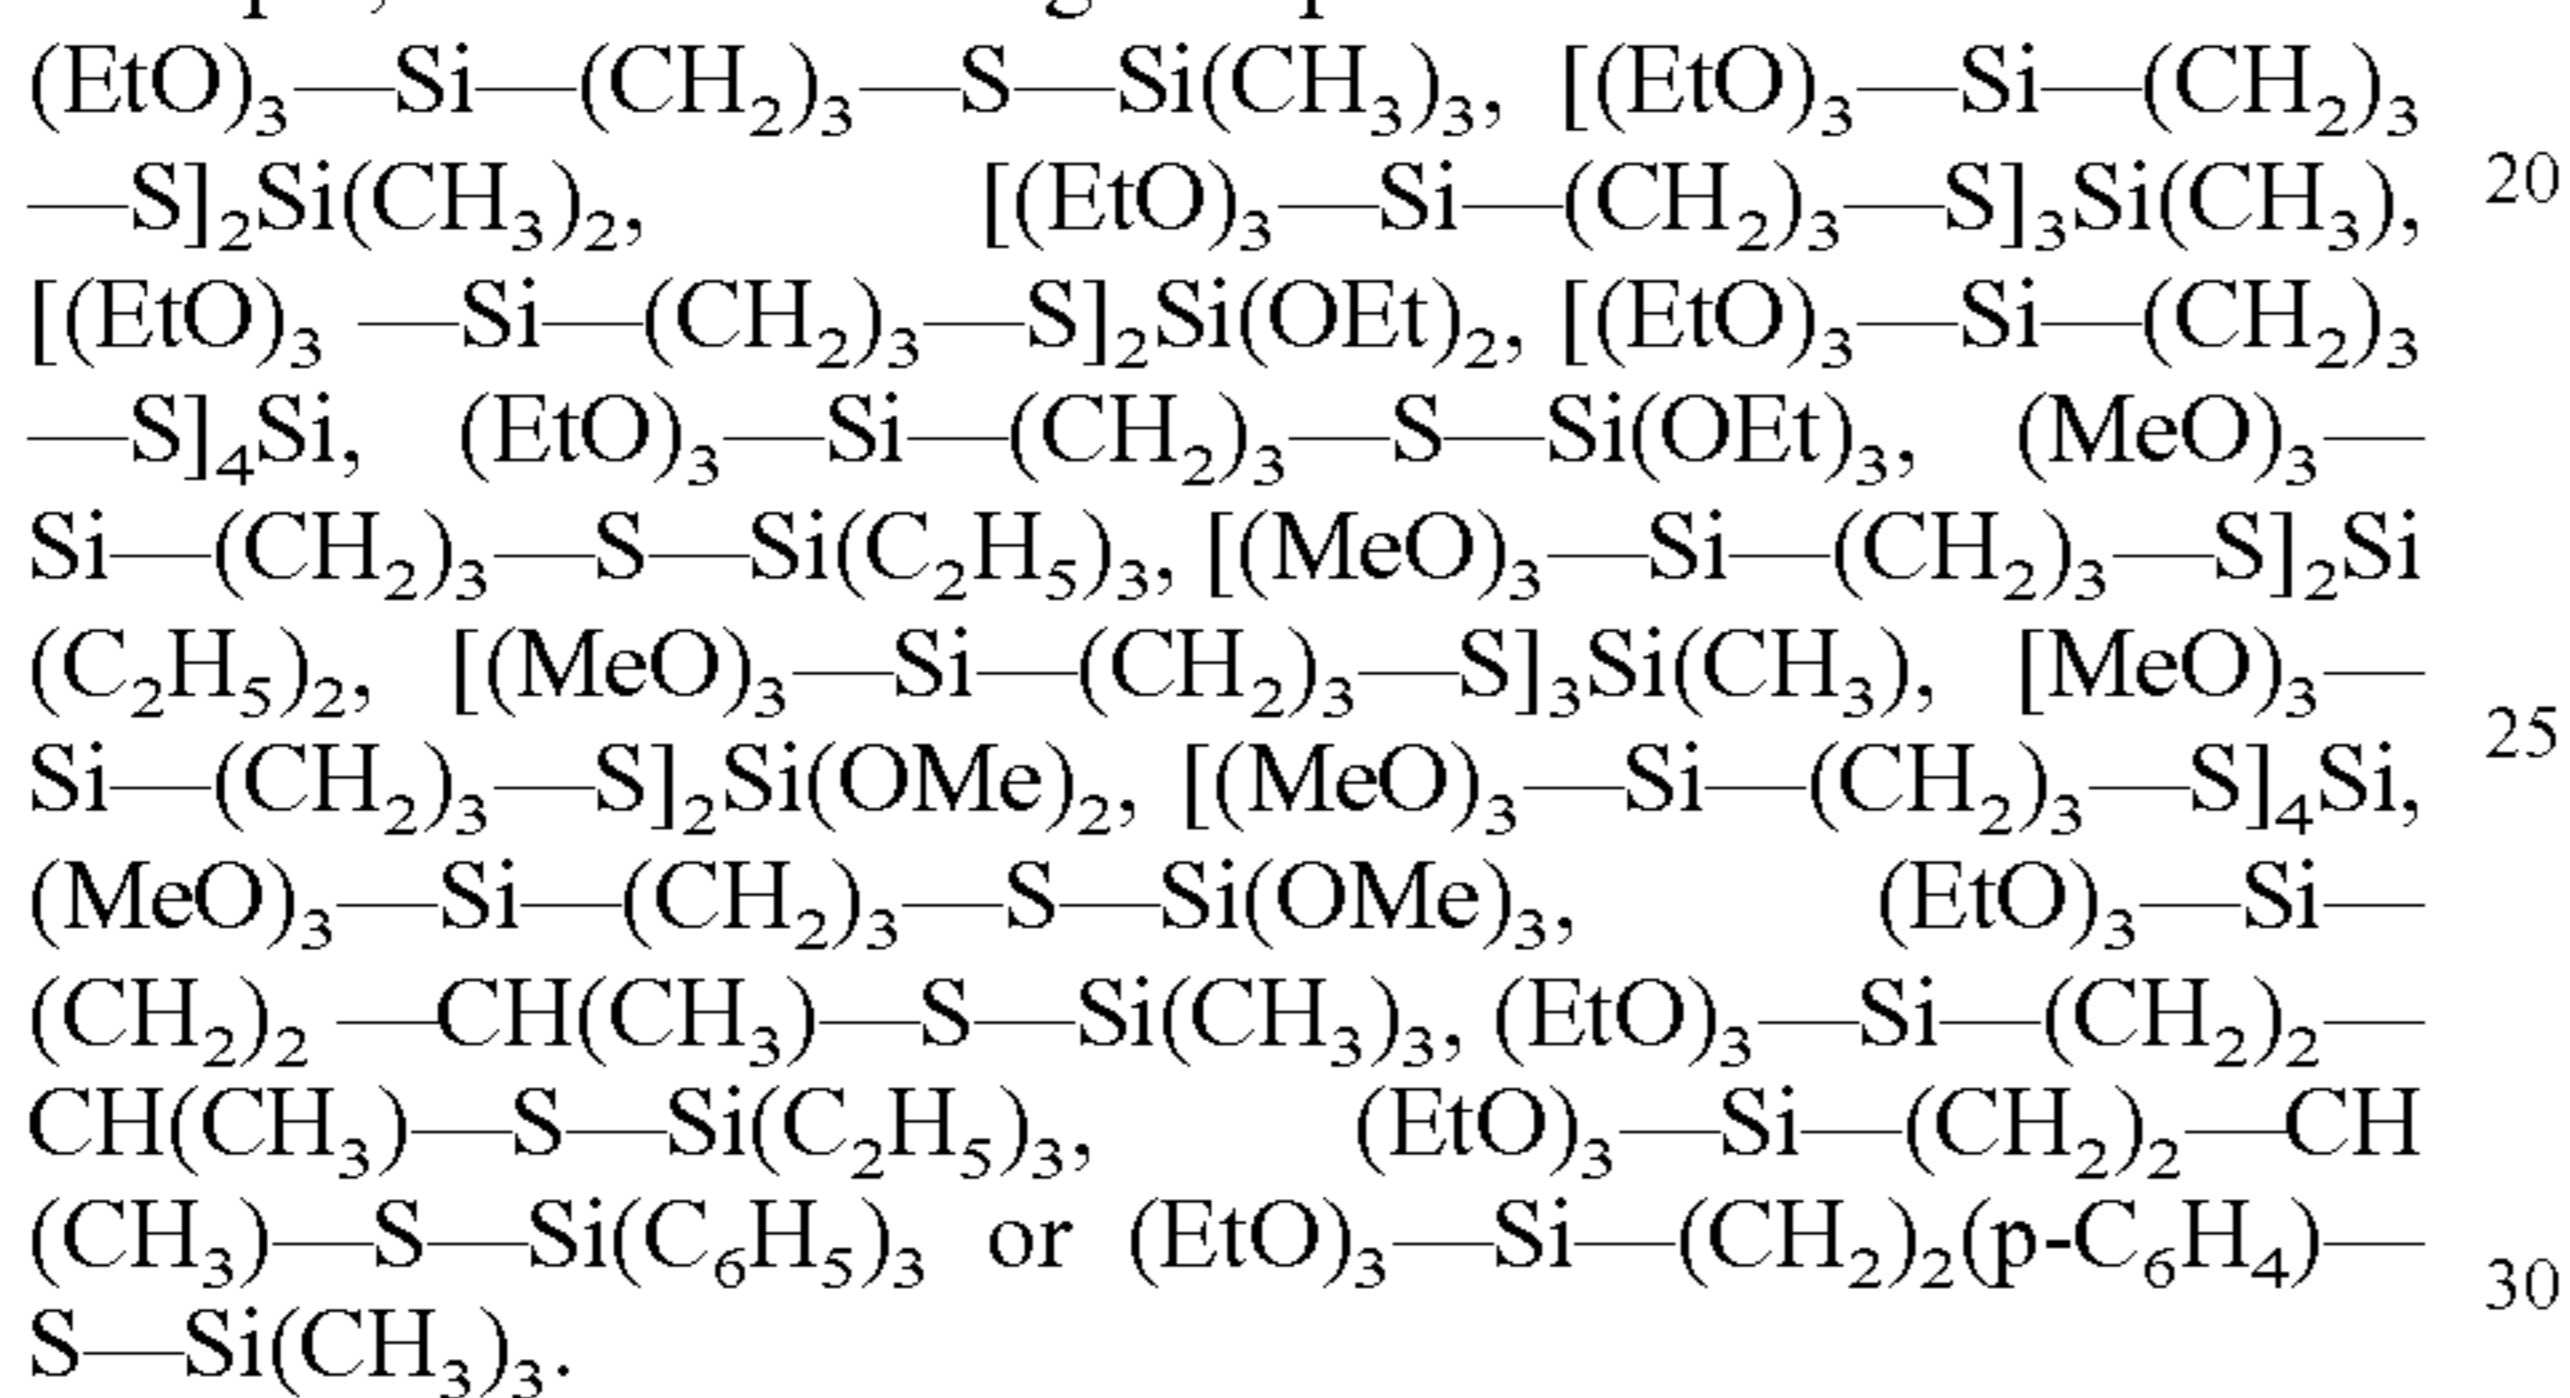 (EtO)₃—Si—(CH₂)₃—S—Si(CH₃)₃, [(EtO)₃—Si—(CH₂)₃
—S]₂Si(CH₃)₂, [(EtO)₃—Si—(CH₂)₃—S]₃Si(CH₃), 20
[(EtO)₃ —Si—(CH₂)₃—S]₂Si(OEt)₂, [(EtO)₃—Si—(CH₂)₃
—S]₄Si, (EtO)₃—Si—(CH₂)₃—S—Si(OEt)₃, (MeO)₃—
Si—(CH₂)₃—S—Si(C₂H₅)₃, [(MeO)₃—Si—(CH₂)₃—S]₂Si
(C₂H₅)₂, [(MeO)₃—Si—(CH₂)₃—S]₃Si(CH₃), [MeO)₃—
25
Si—(CH₂)₃—S]₂Si(OMe)₂, [(MeO)₃—Si—(CH₂)₃—S]₄Si,
(MeO)₃—Si—(CH₂)₃—S—Si(OMe)₃, (EtO)₃—Si—
(CH₂)₂ —CH(CH₃)—S—Si(CH₃)₃, (EtO)₃—Si—(CH₂)₂—
CH(CH₃)—S—Si(C₂H₅)₃, (EtO)₃—Si—(CH₂)₂—CH
(CH₃)—S—Si(C₆H₅)₃ or (EtO)₃—Si—(CH₂)₂(p-C₆H₄)—
30
S—Si(CH₃)₃.